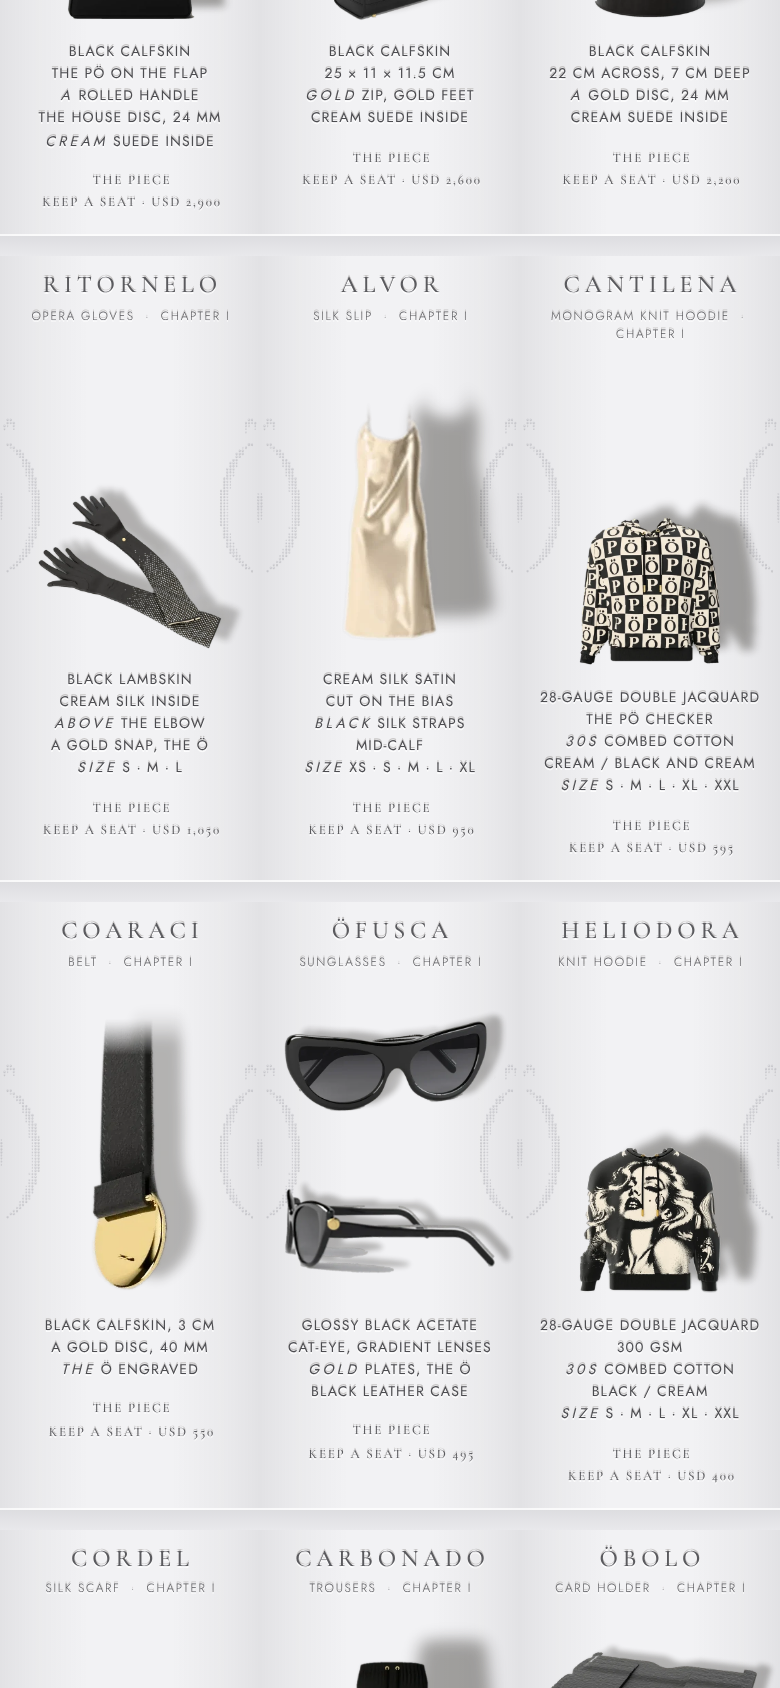 BLACK CALFSKIN
THE PÖ ON THE FLAP
A ROLLED HANDLE
THE HOUSE DISC, 24 MM
CREAM SUEDE INSIDE
THE PIECE
KEEP A SEAT · USD 2,900
BLACK CALFSKIN
25 × 11 × 11.5 CM
GOLD ZIP, GOLD FEET
CREAM SUEDE INSIDE
THE PIECE
KEEP A SEAT · USD 2,600
BLACK CALFSKIN
22 CM ACROSS, 7 CM DEEP
A GOLD DISC, 24 MM
CREAM SUEDE INSIDE
THE PIECE
KEEP A SEAT · USD 2,200
RITORNELO
OPERA GLOVES · CHAPTER I
BLACK LAMBSKIN
CREAM SILK INSIDE
ABOVE THE ELBOW
A GOLD SNAP, THE Ö
SIZE S · M · L
THE PIECE
KEEP A SEAT · USD 1,050
ALVOR
SILK SLIP · CHAPTER I
CREAM SILK SATIN
CUT ON THE BIAS
BLACK SILK STRAPS
MID-CALF
SIZE XS · S · M · L · XL
THE PIECE
KEEP A SEAT · USD 950
CANTILENA
MONOGRAM KNIT HOODIE ·
CHAPTER I
28-GAUGE DOUBLE JACQUARD
THE PÖ CHECKER
30S COMBED COTTON
CREAM / BLACK AND CREAM
SIZE S · M · L · XL · XXL
THE PIECE
KEEP A SEAT · USD 595
COARACI
BELT · CHAPTER I
BLACK CALFSKIN, 3 CM
A GOLD DISC, 40 MM
THE Ö ENGRAVED
THE PIECE
KEEP A SEAT · USD 550
ÖFUSCA
SUNGLASSES · CHAPTER I
GLOSSY BLACK ACETATE
CAT-EYE, GRADIENT LENSES
GOLD PLATES, THE Ö
BLACK LEATHER CASE
THE PIECE
KEEP A SEAT · USD 495
HELIODORA
KNIT HOODIE · CHAPTER I
28-GAUGE DOUBLE JACQUARD
300 GSM
30S COMBED COTTON
BLACK / CREAM
SIZE S · M · L · XL · XXL
THE PIECE
KEEP A SEAT · USD 400
CORDEL
SILK SCARF · CHAPTER I
CARBONADO
TROUSERS · CHAPTER I
ÖBOLO
CARD HOLDER · CHAPTER I